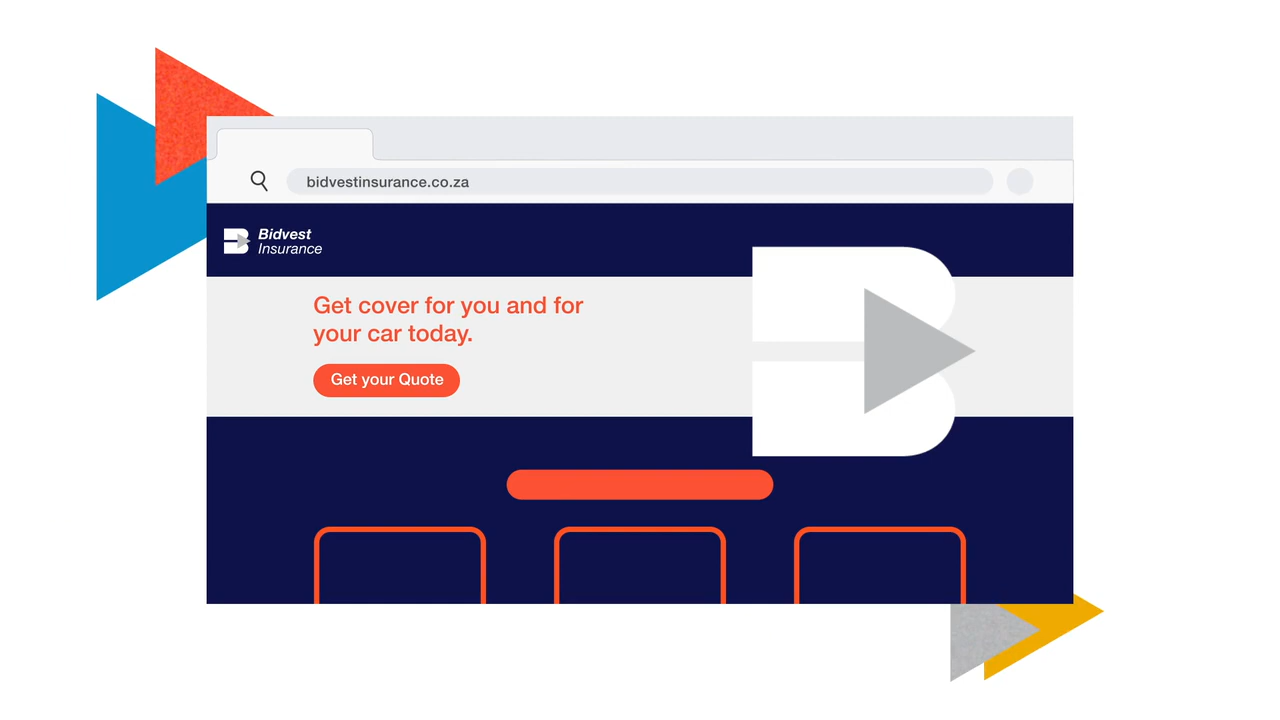 bidvestinsurance.co.za
Bidvest
Insurance
Get cover for you and for
your car today.
Get your Quote